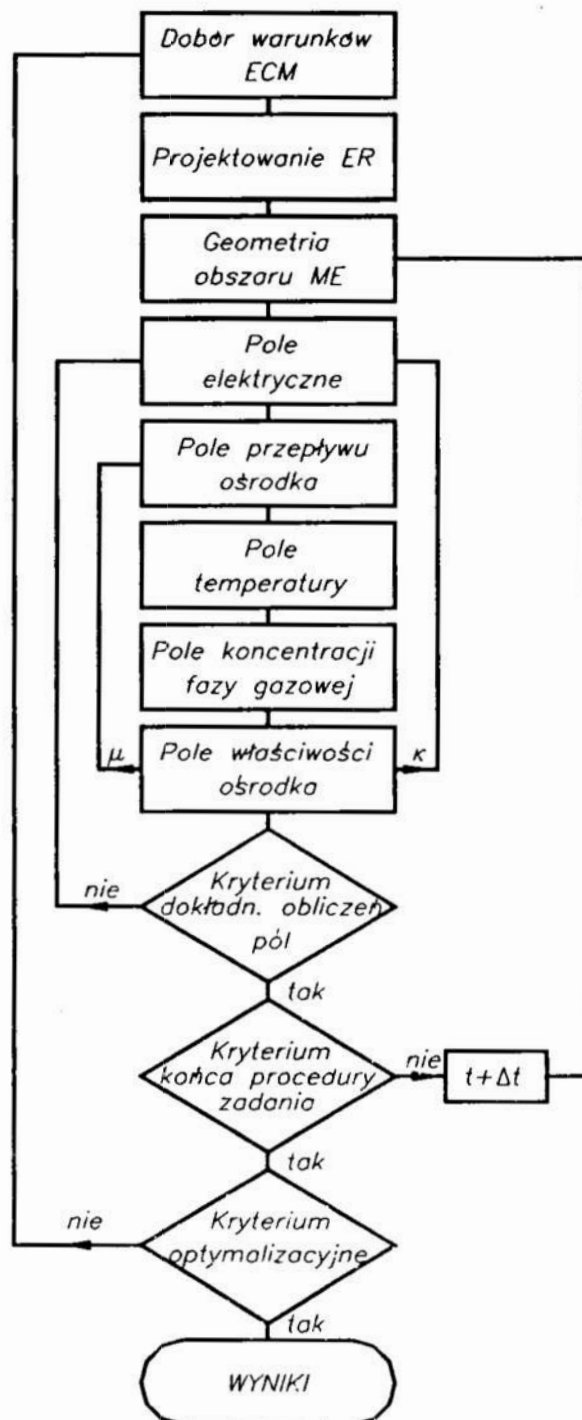 Dobór warunków
ECM
Projektowanie ER
Geometria
obszaru ME
Pole
elektryczne
Pole przepływu
ośrodka
Pole
temperatury
Pole koncentracji
fazy gazowej
μ
Pole właściwości
ośrodka
κ
nie
Kryterium
dokładn. obliczeń
pól
tak
Kryterium
końca procedury
zadania
nie
t+Δt
tak
nie
Kryterium
optymalizacyjne
tak
WYNIKI